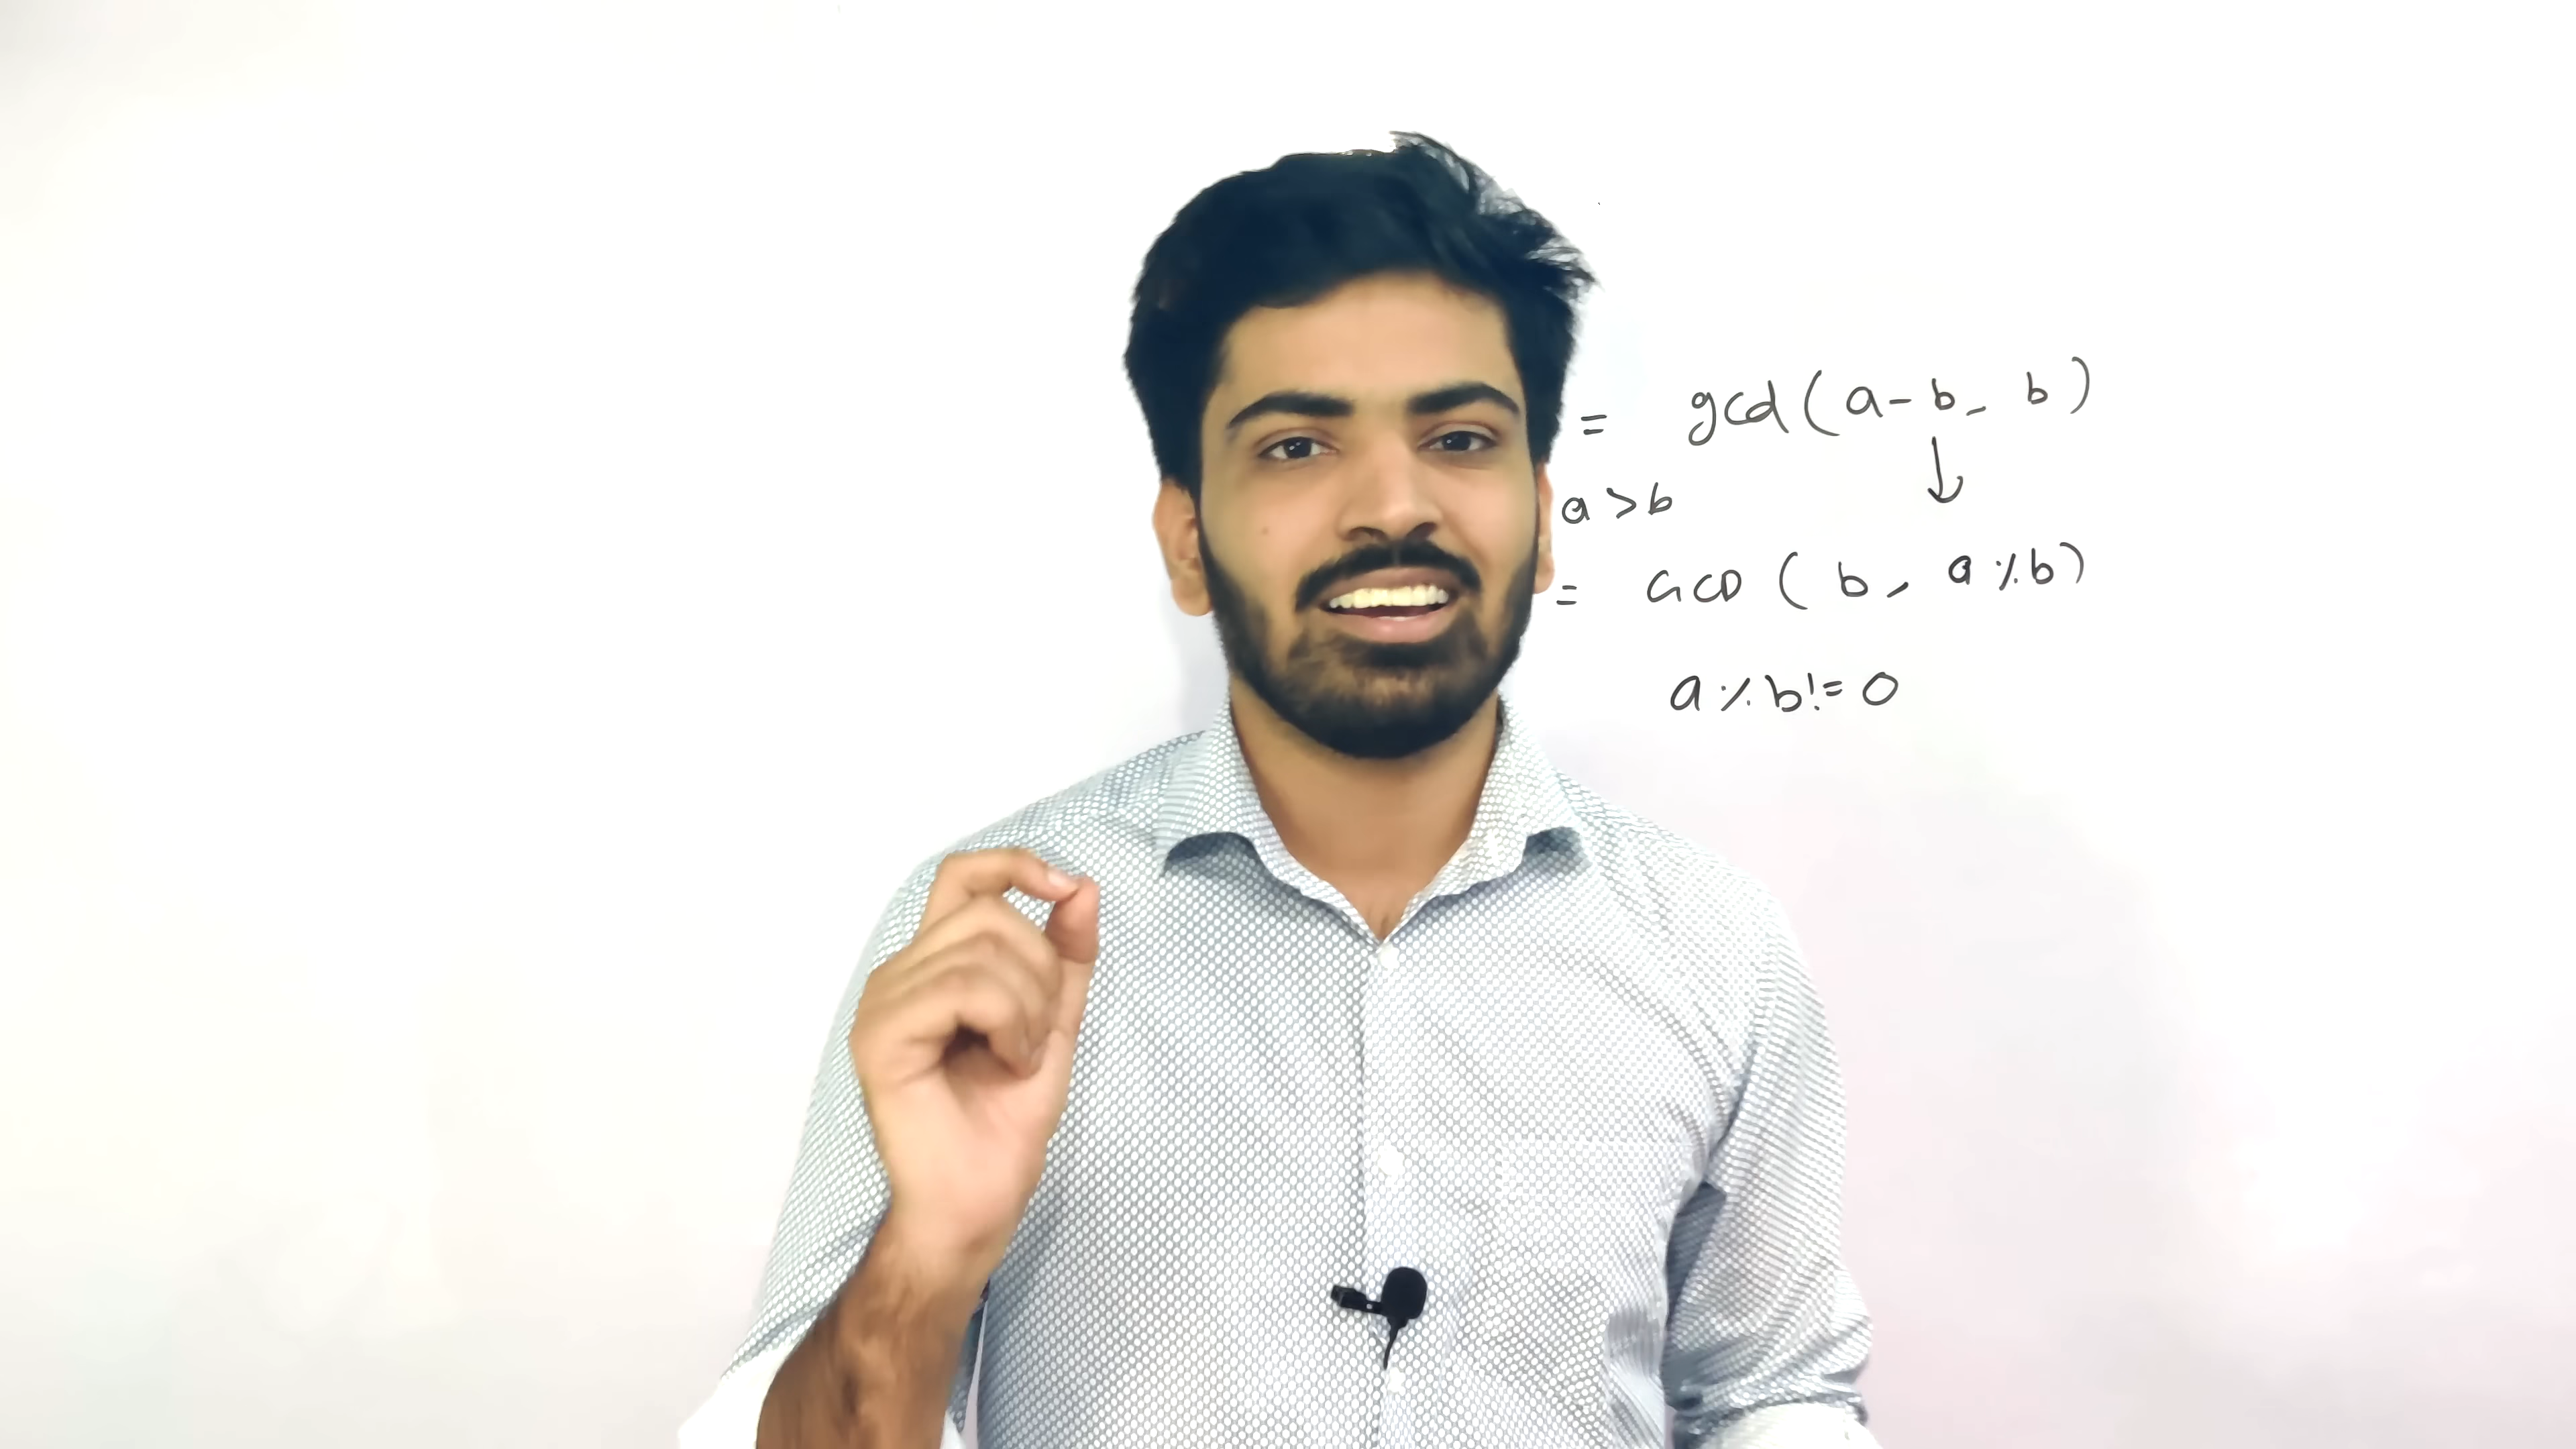 = gcd(a-b, b)
↓
a>b
= GCD (b, a%b)
a%b!=0